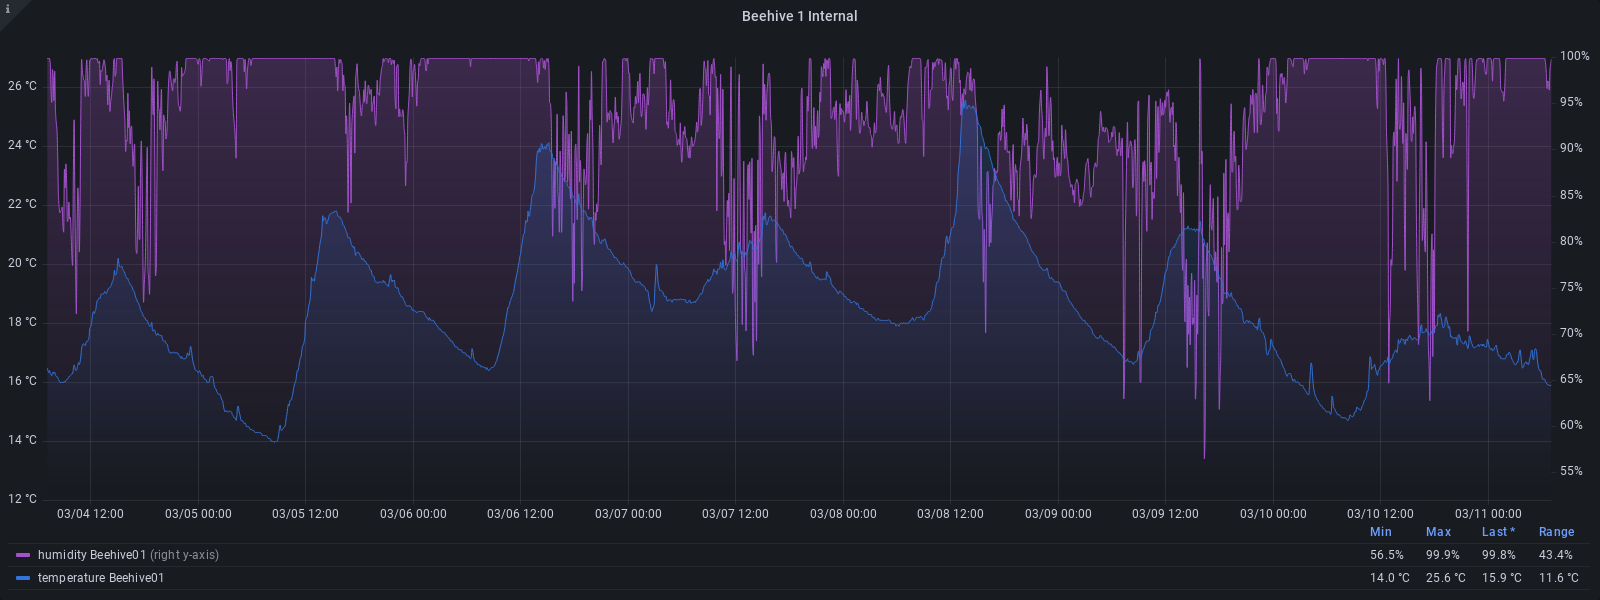 i
Beehive 1 Internal
100%
26 °C
95%
24 °C
90%
22 °C
85%
20 °C
80%
75%
18 °C
70%
16 °C
65%
14 °C
60%
55%
12 °C
03/04 12:00 03/05 00:00 03/05 12:00 03/06 00:00 03/06 12:00 03/07 00:00 03/07 12:00 03/08 00:00 03/08 12:00 03/09 00:00 03/09 12:00 03/10 00:00 03/10 12:00 03/11 00:00
Min Max Last * Range
humidity Beehive01 (right y-axis) 56.5% 99.9% 99.8% 43.4%
temperature Beehive01 14.0 °C 25.6 °C 15.9 °C 11.6 °C